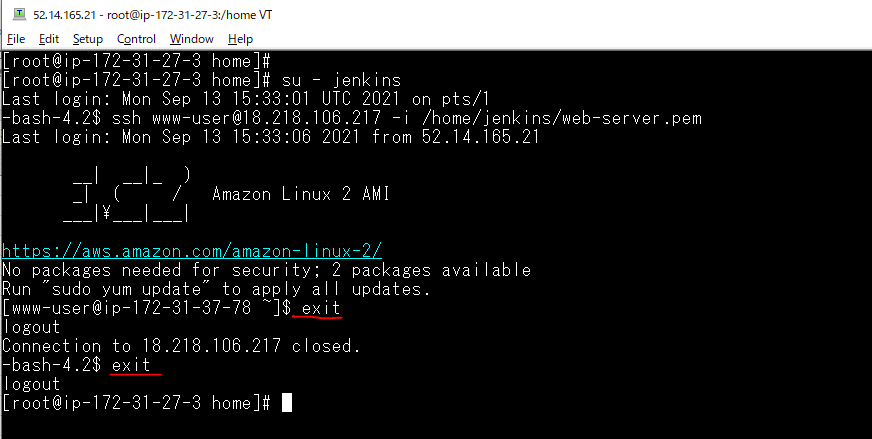 52.14.165.21 - root@ip-172-31-27-3:/home VT
File Edit Setup Control Window Help
[root@ip-172-31-27-3 home]#
[root@ip-172-31-27-3 home]# su - jenkins
Last login: Mon Sep 13 15:33:01 UTC 2021 on pts/1
-bash-4.2$ ssh www-user@18.218.106.217 -i /home/jenkins/web-server.pem
Last login: Mon Sep 13 15:33:06 2021 from 52.14.165.21
       __|  __|_  )
       _|  (     /   Amazon Linux 2 AMI
      ___|¥___|___|
https://aws.amazon.com/amazon-linux-2/
No packages needed for security; 2 packages available
Run "sudo yum update" to apply all updates.
[www-user@ip-172-31-37-78 ~]$ exit
logout
Connection to 18.218.106.217 closed.
-bash-4.2$ exit
logout
[root@ip-172-31-27-3 home]#